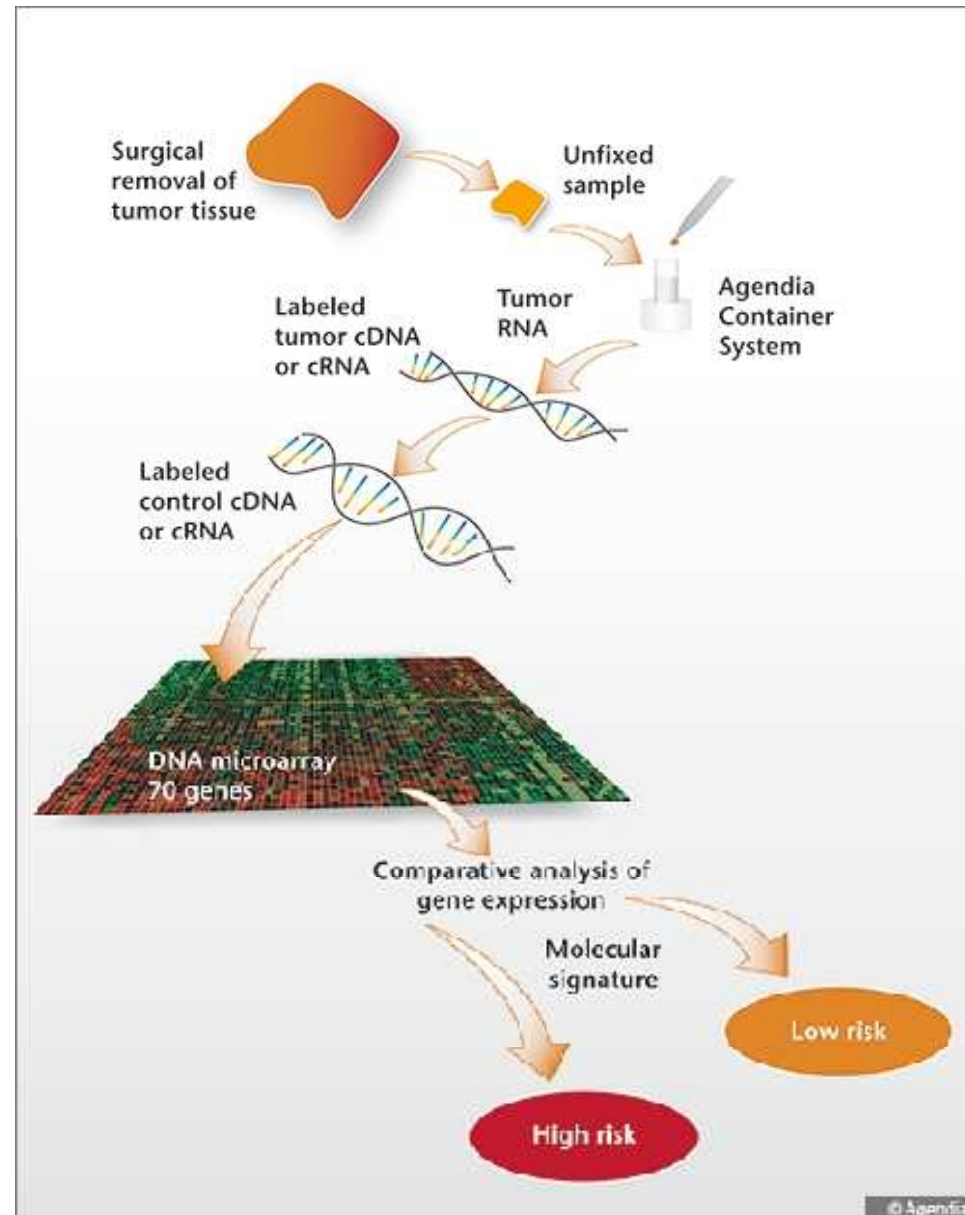 Surgical
removal of
tumor tissue
Unfixed
sample
Agendia
Container
System
Tumor
RNA
Labeled
tumor cDNA
or cRNA
Labeled
control cDNA
or cRNA
DNA microarray
70 genes
Comparative analysis of
gene expression
Molecular
signature
Low risk
High risk
© Agendia